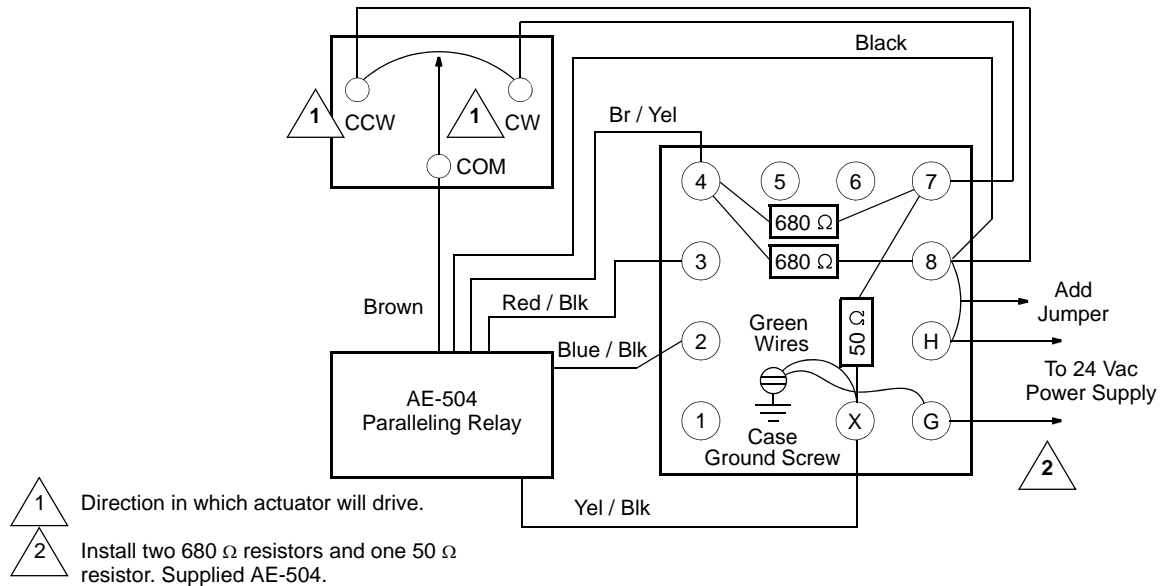 Black
1
CCW
1
CW
COM
Br / Yel
4
5
6
7
680 Ω
680 Ω
3
8
Brown
Red / Blk
Add
Jumper
Green
Wires
50 Ω
Blue / Blk
2
H
To 24 Vac
Power Supply
AE-504
Paralleling Relay
1
X
G
Case
Ground Screw
2
Yel / Blk
1
Direction in which actuator will drive.
2
Install two 680 Ω resistors and one 50 Ω
resistor. Supplied AE-504.